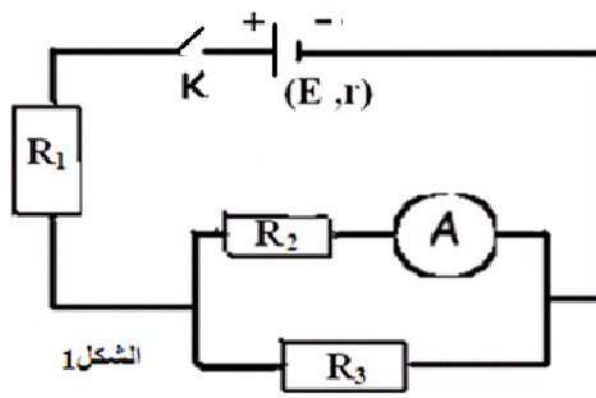 + -
K
(E ,r)
R₁
R₂
A
R₃
الشكل1